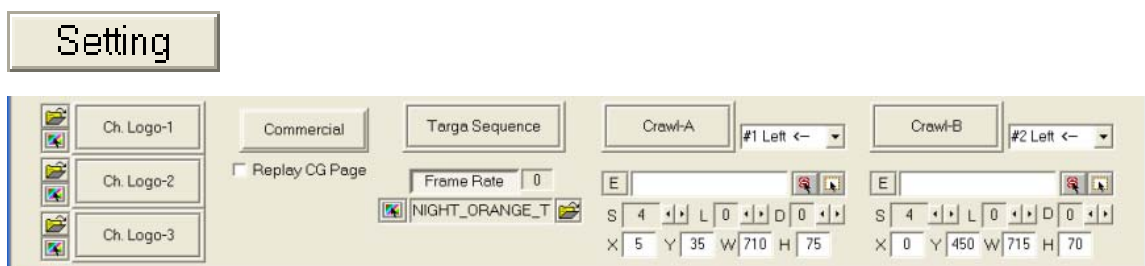 Setting
Ch. Logo-1
Commercial
Targa Sequence
Crawl-A
#1 Left <--
Crawl-B
#2 Left <--
Replay CG Page
Ch. Logo-2
Frame Rate 0
E
E
NIGHT_ORANGE_T
S 4 L 0 D 0
S 4 L 0 D 0
Ch. Logo-3
X 5 Y 35 W 710 H 75
X 0 Y 450 W 715 H 70